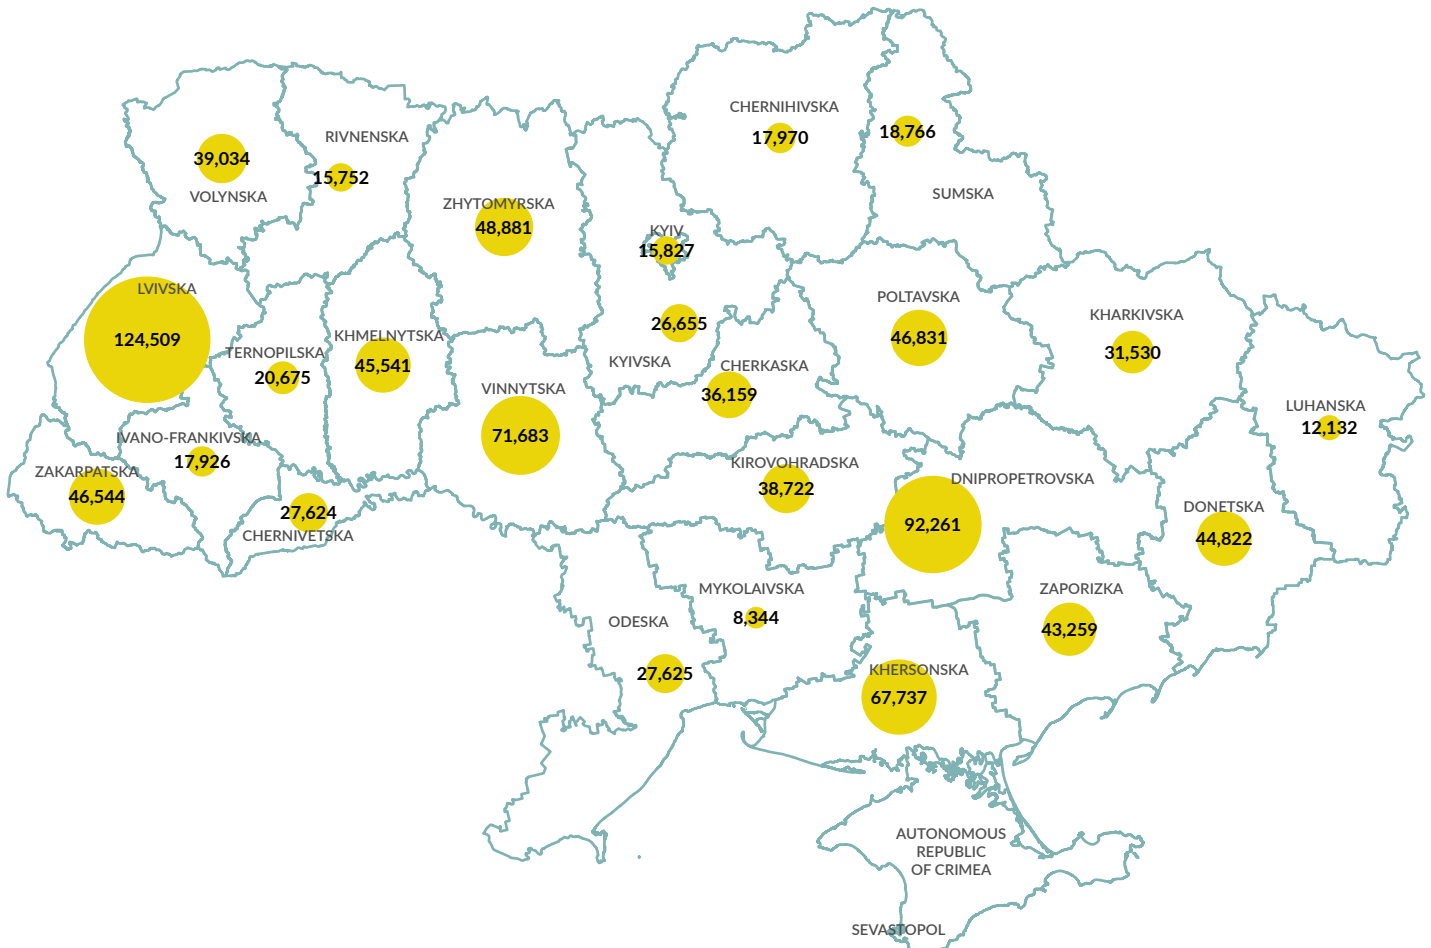 CHERNIHIVSKA
17,970
18,766
SUMSKA
RIVNENSKA
15,752
39,034
VOLYNSKA
ZHYTOMYRSKA
48,881
KYIV
15,827
26,655
KYIVSKA
LVIVSKA
124,509
TERNOPILSKA
20,675
KHMELNYTSKA
45,541
VINNYTSKA
71,683
CHERKASKA
36,159
POLTAVSKA
46,831
KHARKIVSKA
31,530
LUHANSKA
12,132
IVANO-FRANKIVSKA
17,926
ZAKARPATSKA
46,544
27,624
CHERNIVETSKA
KIROVOHRADSKA
38,722
DNIPROPETROVSKA
92,261
DONETSKA
44,822
MYKOLAIVSKA
8,344
ZAPORIZKA
43,259
ODESKA
27,625
KHERSONSKA
67,737
AUTONOMOUS
REPUBLIC
OF CRIMEA
SEVASTOPOL